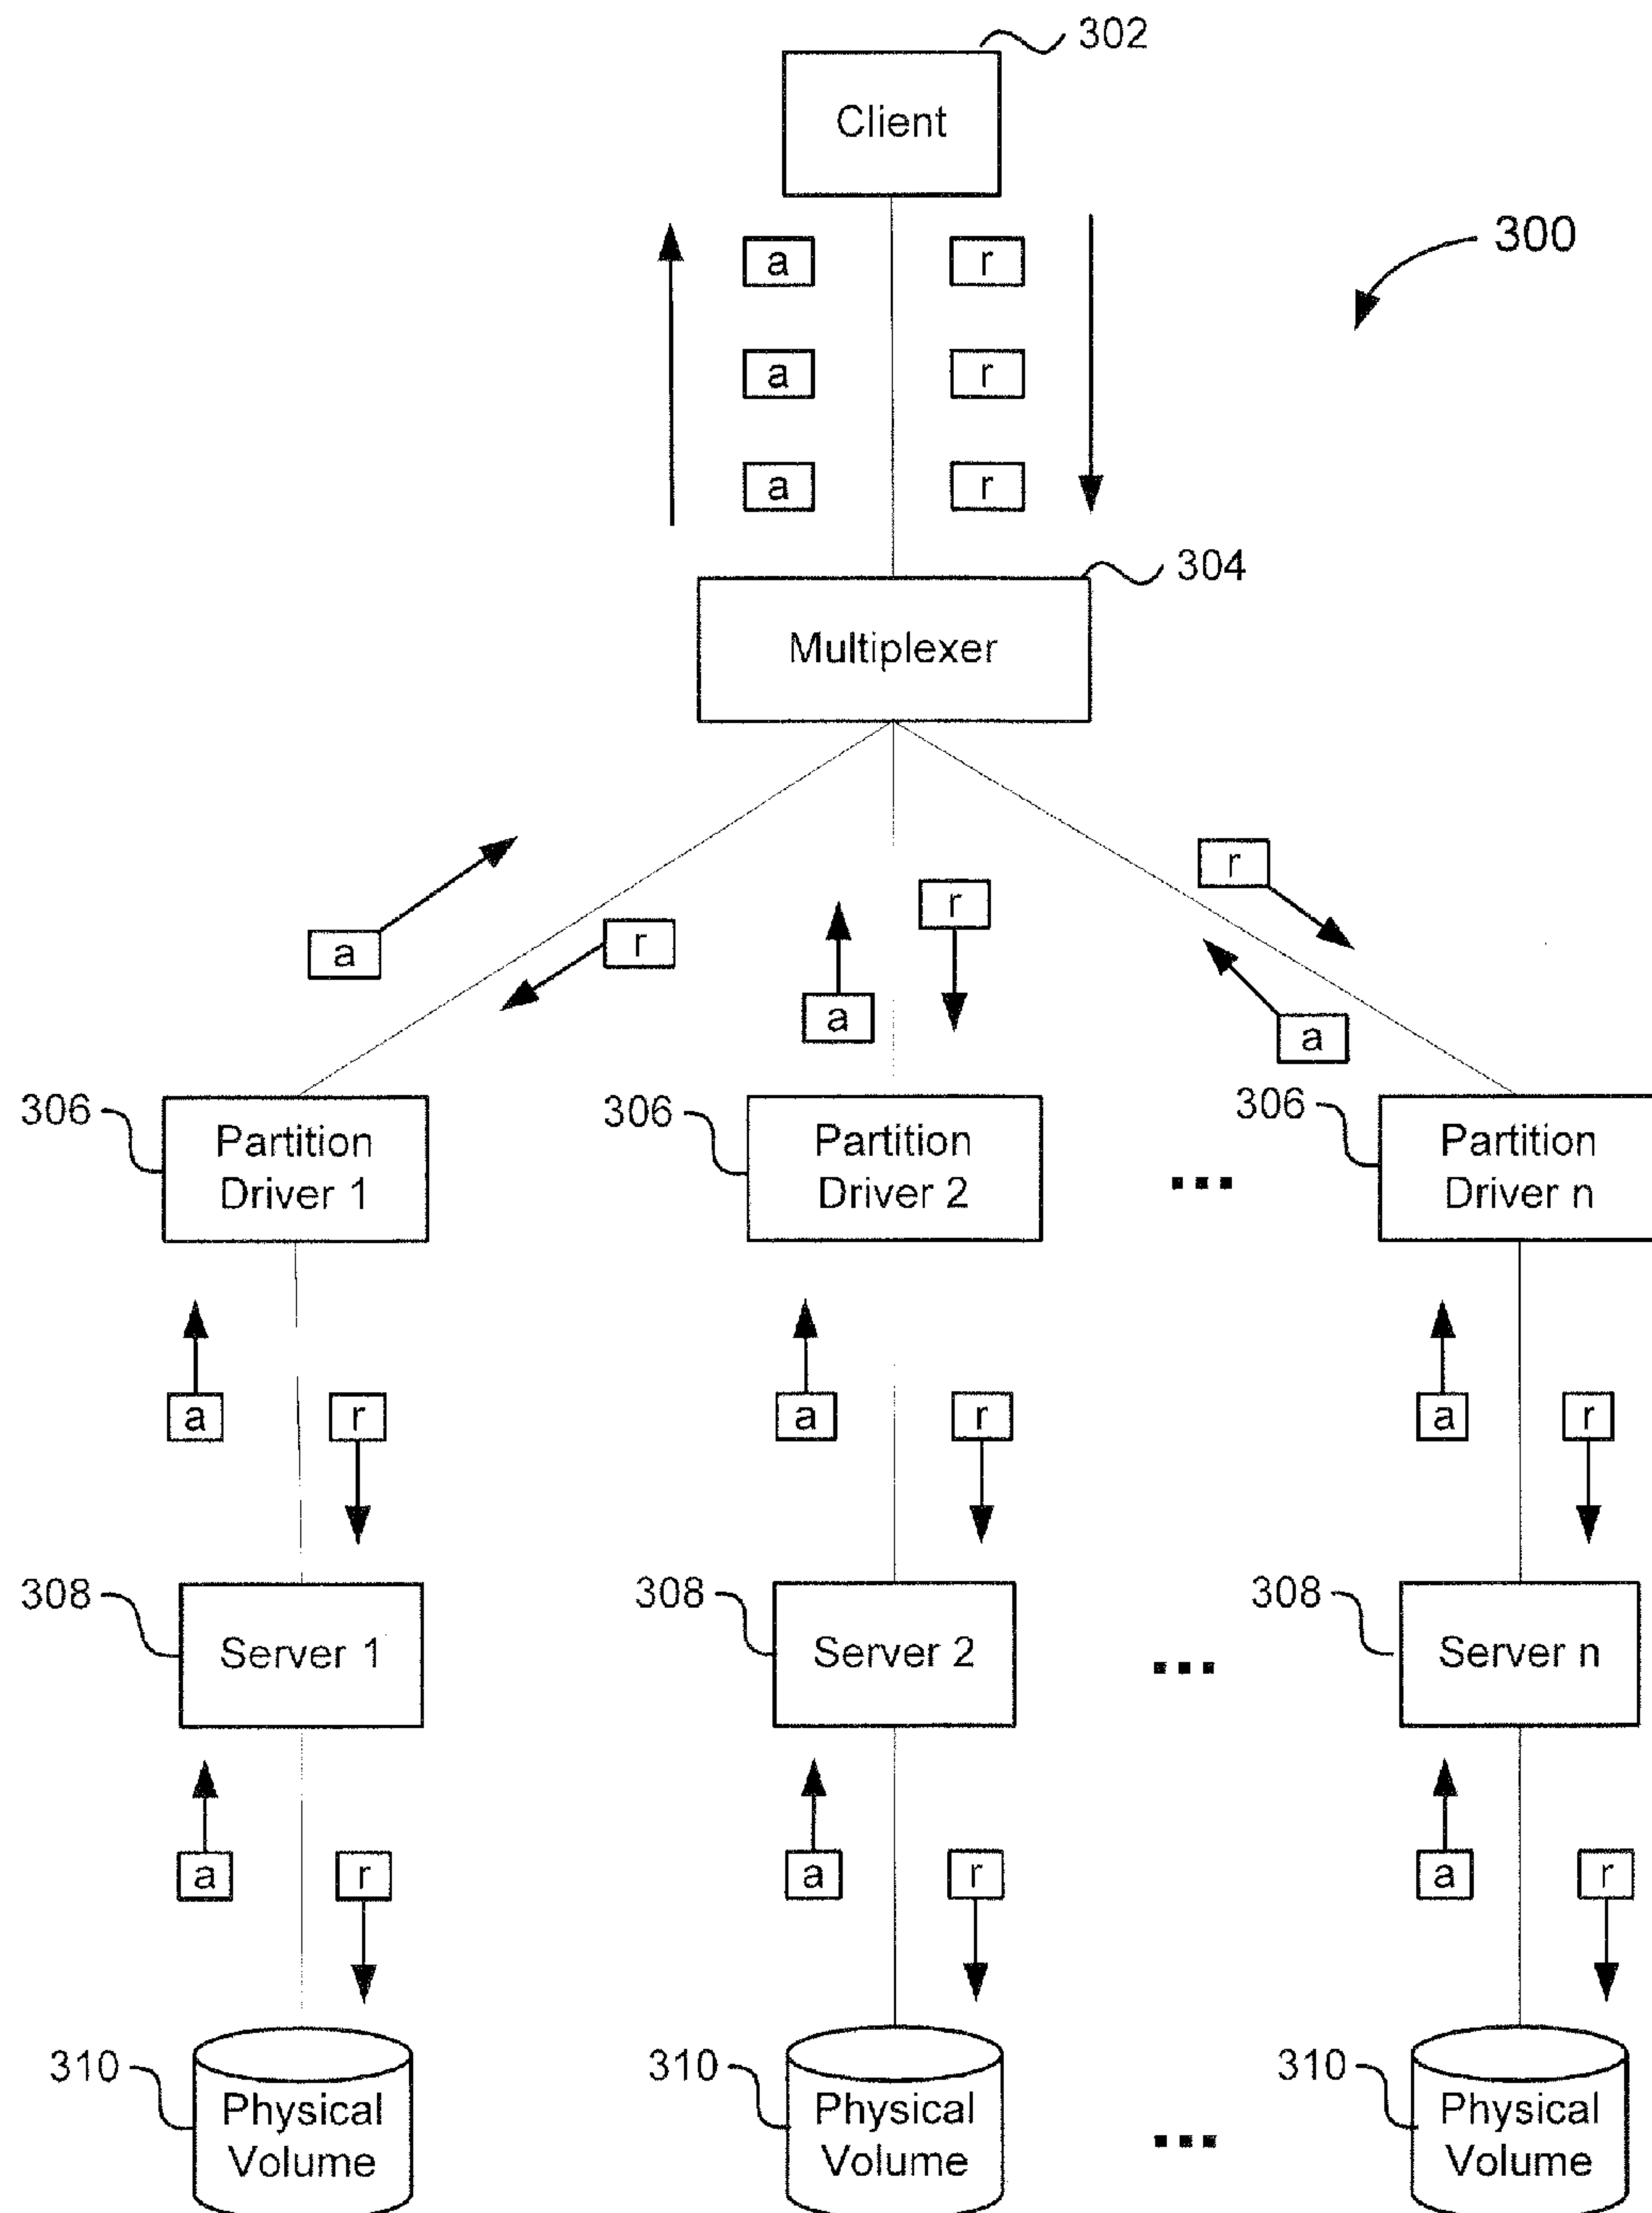 302
Client
300
a
r
a
r
a
r
304
Multiplexer
r
r
a
r
a
a
306
306
306
Partition
Driver 1
Partition
Driver 2
...
Partition
Driver n
a
r
a
r
a
r
308
308
308
Server 1
Server 2
...
Server n
a
r
a
r
a
r
310
310
310
Physical
Volume
Physical
Volume
...
Physical
Volume